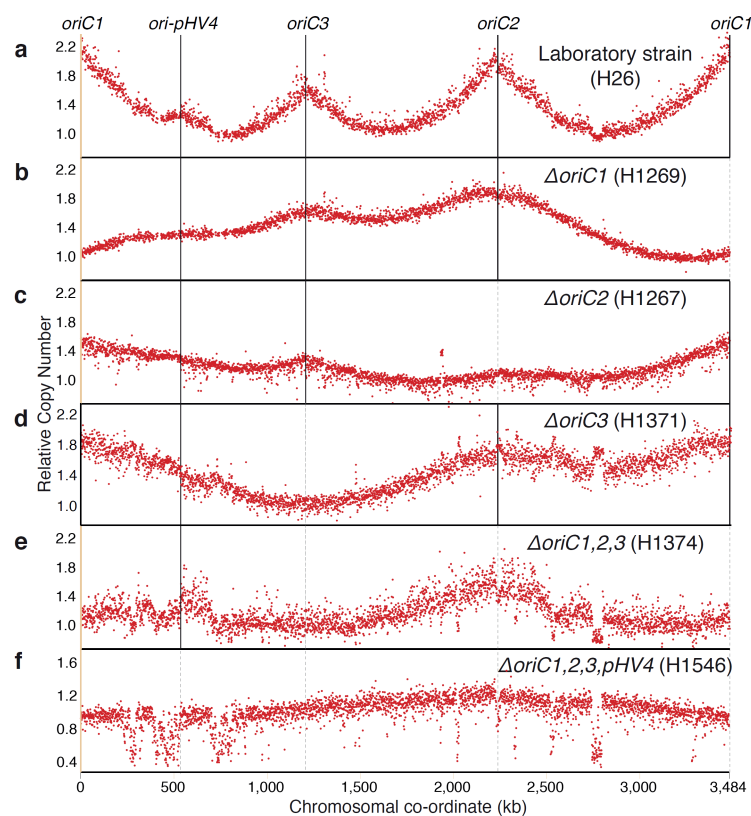 oriC1 ori-pHV4 oriC3 oriC2 oriC1
a 2.2 1.8 1.4 1.0 Laboratory strain
(H26)
b 2.2 1.8 1.4 1.0 ΔoriC1 (H1269)
c 2.2 1.8 1.4 1.0 ΔoriC2 (H1267)
Relative Copy Number
d 2.2 1.8 1.4 1.0 ΔoriC3 (H1371)
e 2.2 1.8 1.4 1.0 ΔoriC1,2,3 (H1374)
f 1.6 1.2 0.8 0.4 ΔoriC1,2,3,pHV4 (H1546)
0 500 1,000 1,500 2,000 2,500 3,000 3,484
Chromosomal co-ordinate (kb)